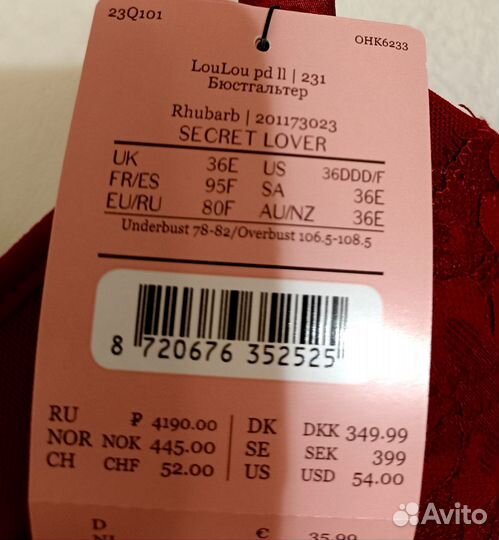 23Q101
OHK6233
LouLou pd ll | 231
Бюстгальтер
Rhubarb | 201173023
SECRET LOVER
UK 36E US 36DDD/F
FR/ES 95F SA 36E
EU/RU 80F AU/NZ 36E
Underbust 78-82/Overbust 106.5-108.5
8 720676 352525
RU ₽ 4190.00 DK DKK 349.99
NOR NOK 445.00 SE SEK 399
CH CHF 52.00 US USD 54.00
D € 35.99
NL
Avito